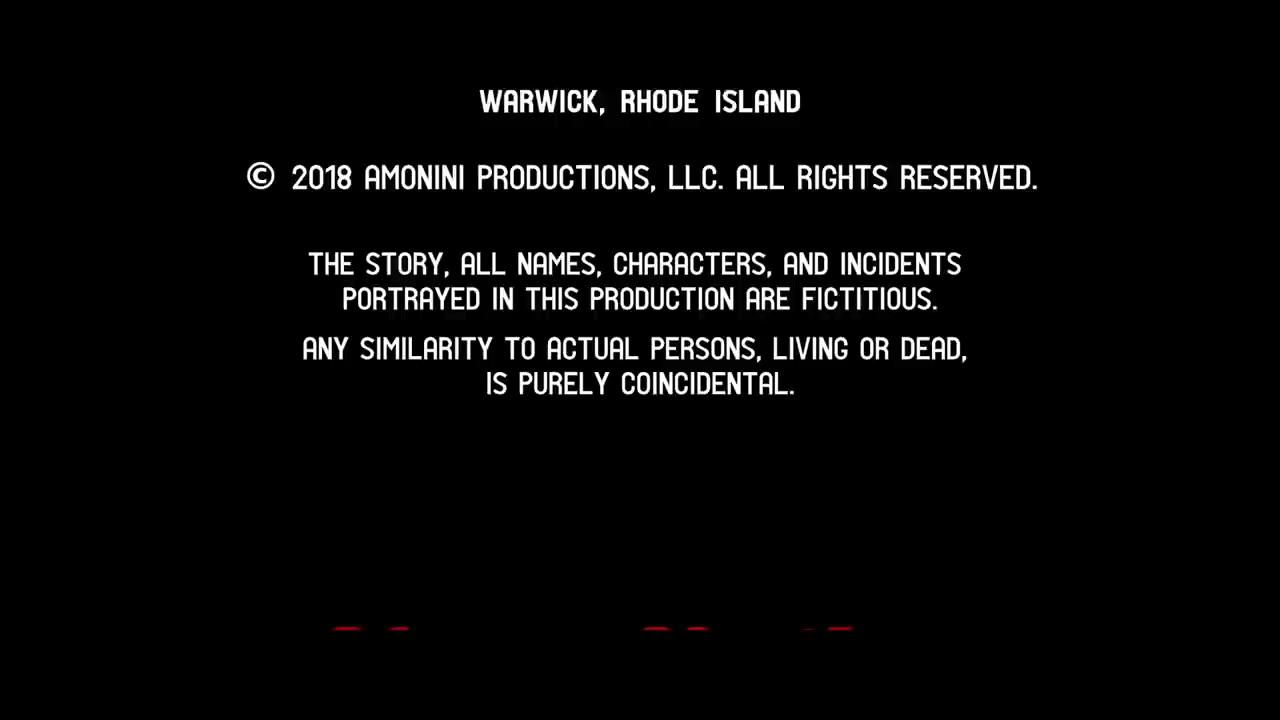 WARWICK, RHODE ISLAND
© 2018 AMONINI PRODUCTIONS, LLC. ALL RIGHTS RESERVED.
THE STORY, ALL NAMES, CHARACTERS, AND INCIDENTS
PORTRAYED IN THIS PRODUCTION ARE FICTITIOUS.
ANY SIMILARITY TO ACTUAL PERSONS, LIVING OR DEAD,
IS PURELY COINCIDENTAL.